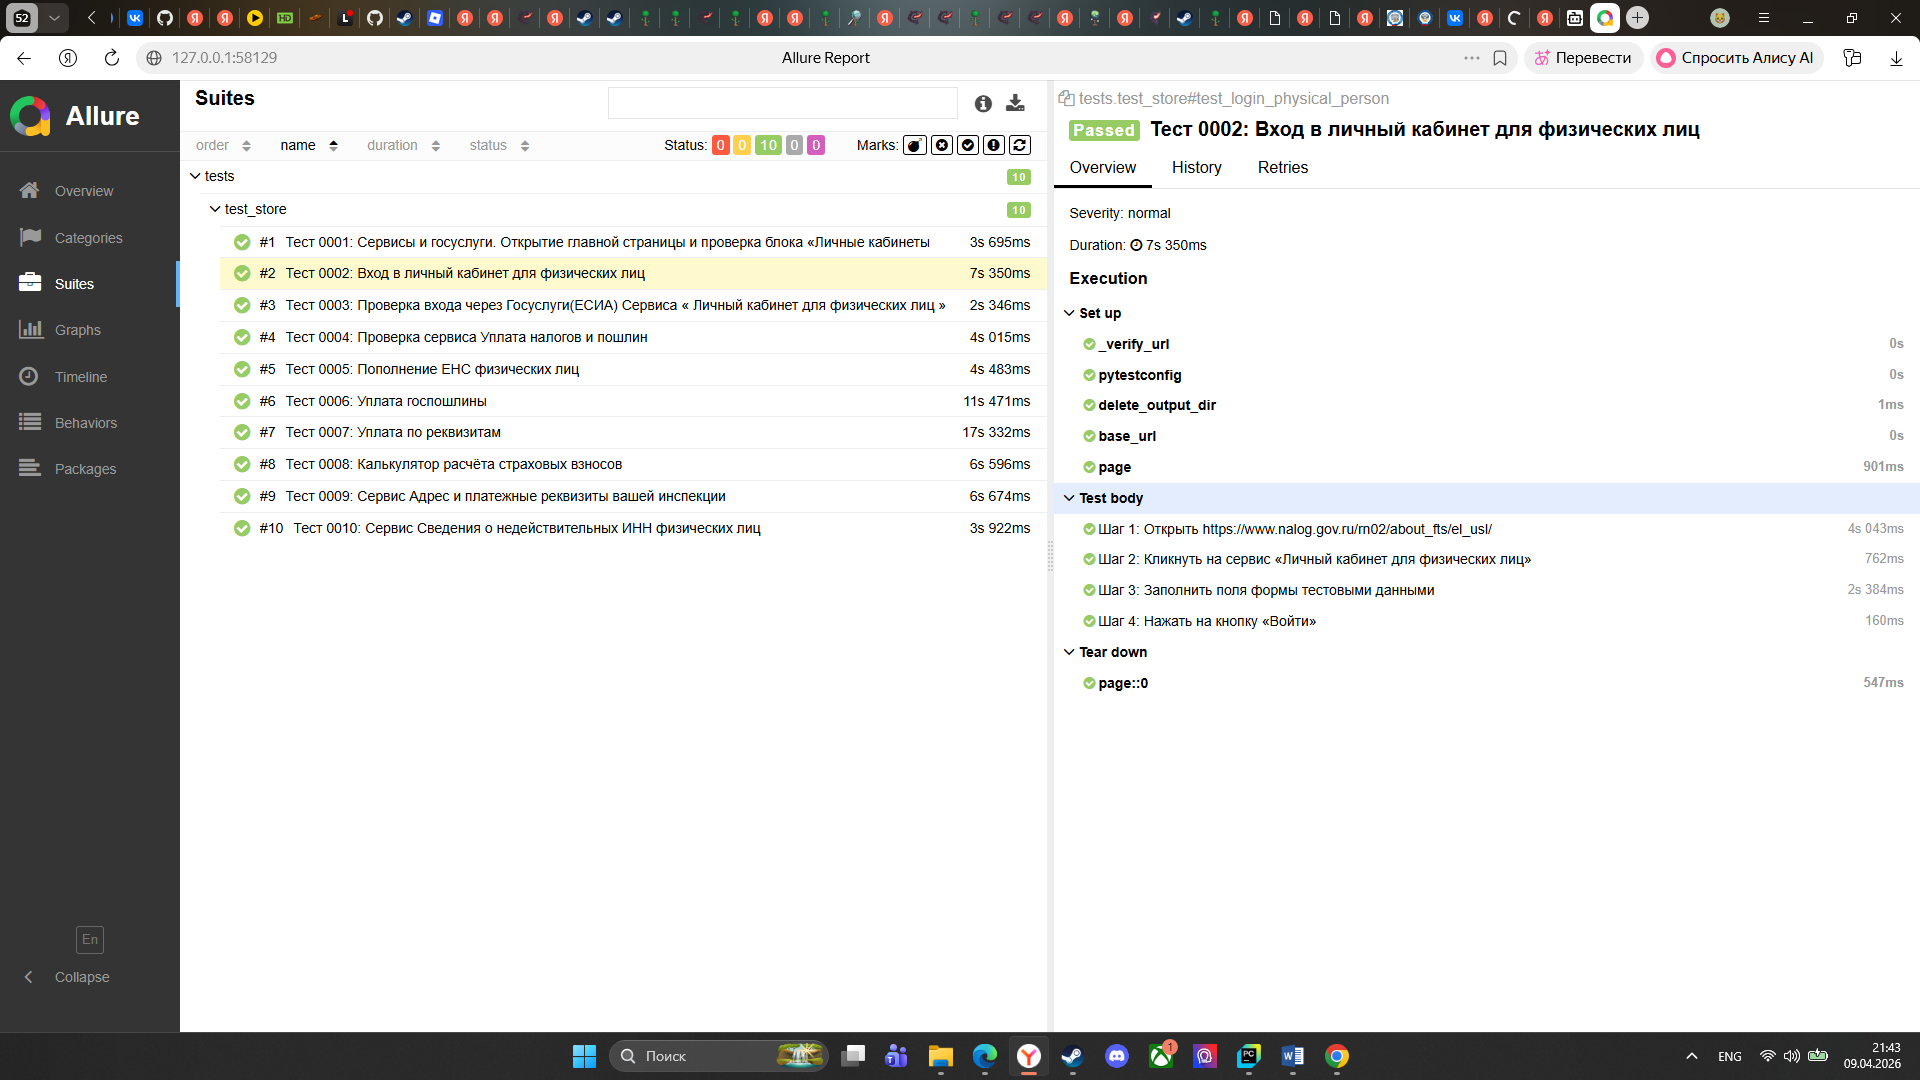 52
HD
127.0.0.1:58129
Allure Report
Перевести
Спросить Алису AI
Allure
Overview
Categories
Suites
Graphs
Timeline
Behaviors
Packages
En
Collapse
Suites
order name duration status
Status: 0 0 10 0 0
Marks:
tests 10
test_store 10
#1 Тест 0001: Сервисы и госуслуги. Открытие главной страницы и проверка блока «Личные кабинеты 3s 695ms
#2 Тест 0002: Вход в личный кабинет для физических лиц 7s 350ms
#3 Тест 0003: Проверка входа через Госуслуги(ЕСИА) Сервиса « Личный кабинет для физических лиц » 2s 346ms
#4 Тест 0004: Проверка сервиса Уплата налогов и пошлин 4s 015ms
#5 Тест 0005: Пополнение ЕНС физических лиц 4s 483ms
#6 Тест 0006: Уплата госпошлины 11s 471ms
#7 Тест 0007: Уплата по реквизитам 17s 332ms
#8 Тест 0008: Калькулятор расчёта страховых взносов 6s 596ms
#9 Тест 0009: Сервис Адрес и платежные реквизиты вашей инспекции 6s 674ms
#10 Тест 0010: Сервис Сведения о недействительных ИНН физических лиц 3s 922ms
tests.test_store#test_login_physical_person
Passed Тест 0002: Вход в личный кабинет для физических лиц
Overview History Retries
Severity: normal
Duration: 7s 350ms
Execution
Set up
_verify_url 0s
pytestconfig 0s
delete_output_dir 1ms
base_url 0s
page 901ms
Test body
Шаг 1: Открыть https://www.nalog.gov.ru/rn02/about_fts/el_usl/ 4s 043ms
Шаг 2: Кликнуть на сервис «Личный кабинет для физических лиц» 762ms
Шаг 3: Заполнить поля формы тестовыми данными 2s 384ms
Шаг 4: Нажать на кнопку «Войти» 160ms
Tear down
page::0 547ms
Поиск
1
ENG
21:43
09.04.2026